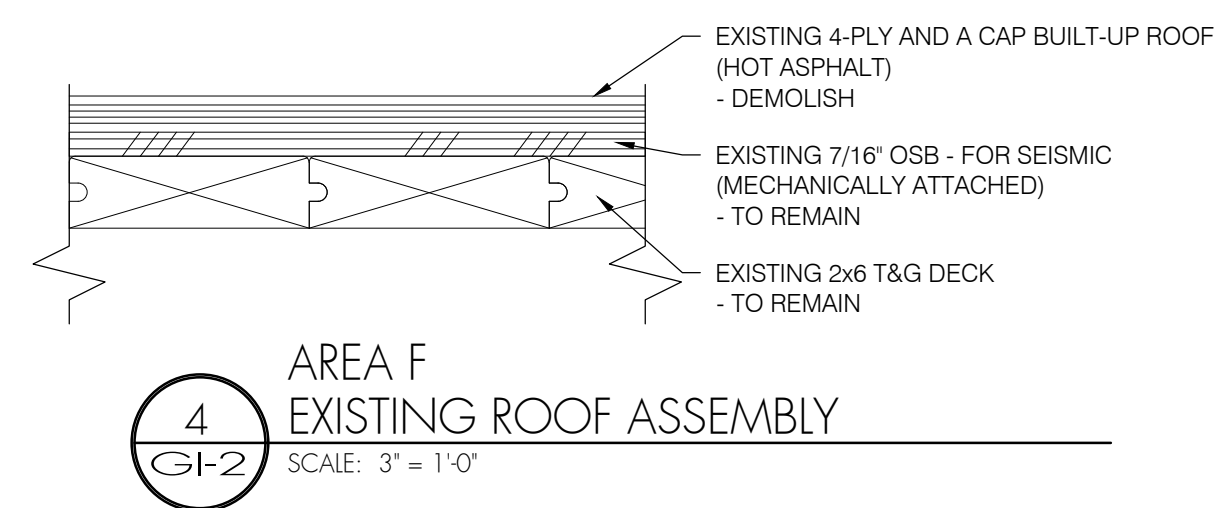 EXISTING 4-PLY AND A CAP BUILT-UP ROOF
(HOT ASPHALT)
- DEMOLISH
EXISTING 7/16" OSB - FOR SEISMIC
(MECHANICALLY ATTACHED)
- TO REMAIN
EXISTING 2x6 T&G DECK
- TO REMAIN
AREA F
EXISTING ROOF ASSEMBLY
SCALE: 3" = 1'-0"
4
GI-2